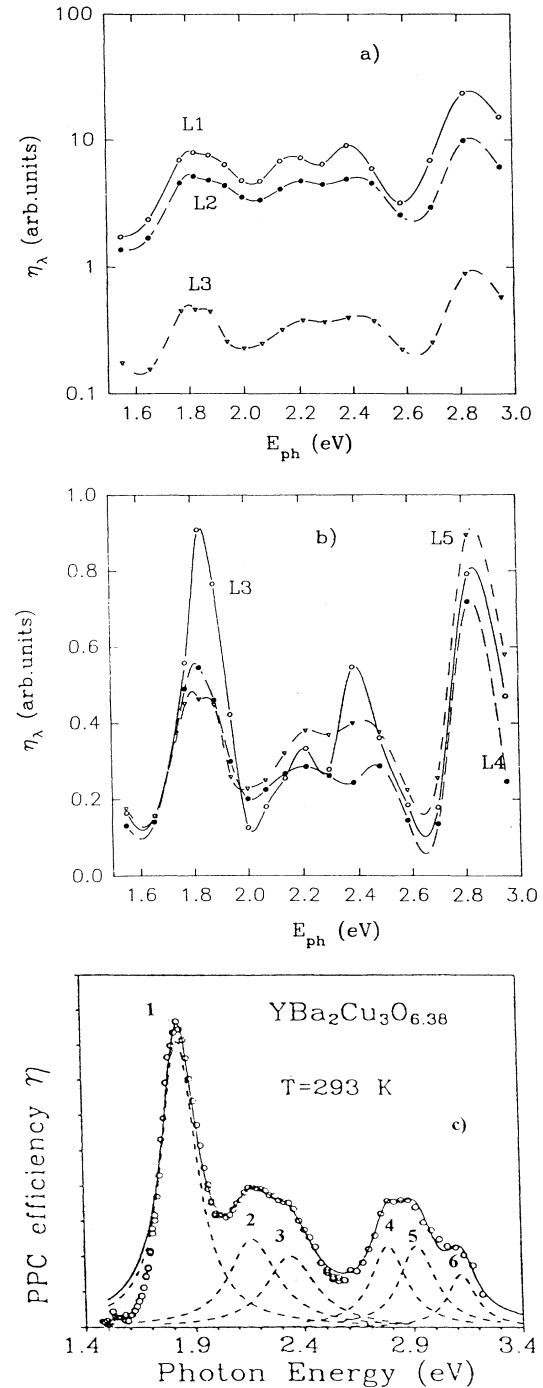 100
a)
L1
10
L2
η_λ (arb.units)
1
L3
0.1
1.6 1.8 2.0 2.2 2.4 2.6 2.8 3.0
E_ph (eV)
1.0
b)
L5
0.8
L3
η_λ (arb.units)
0.6
0.4
0.2
L4
0.0
1.6 1.8 2.0 2.2 2.4 2.6 2.8 3.0
E_ph (eV)
1
YBa₂Cu₃O₆.₃₈
T=293 K
c)
PPC efficiency η
2
3
4
5
6
1.4 1.9 2.4 2.9 3.4
Photon Energy (eV)